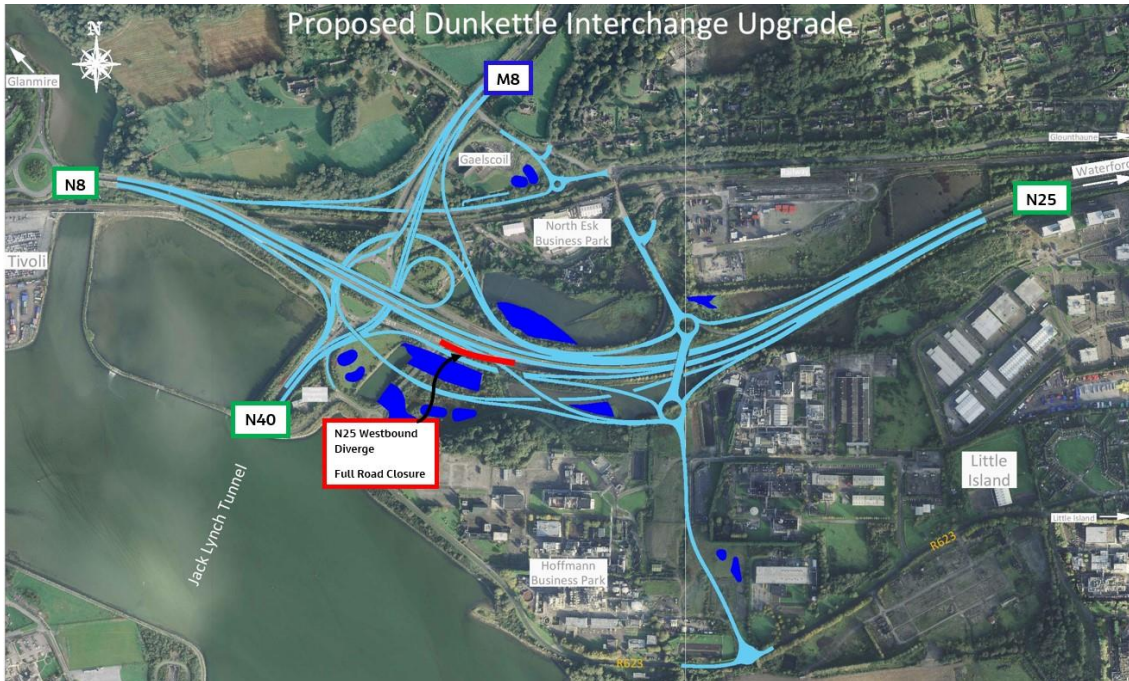 Proposed Dunkettle Interchange Upgrade
N
Glanmire
M8
Glounthaune
Gaelscoil
Waterford
N8
N25
North Esk
Business Park
Tivoli
N40
N25 Westbound
Diverge
Full Road Closure
Little
Island
Jack Lynch Tunnel
Little Island
R623
Hoffmann
Business Park
R623